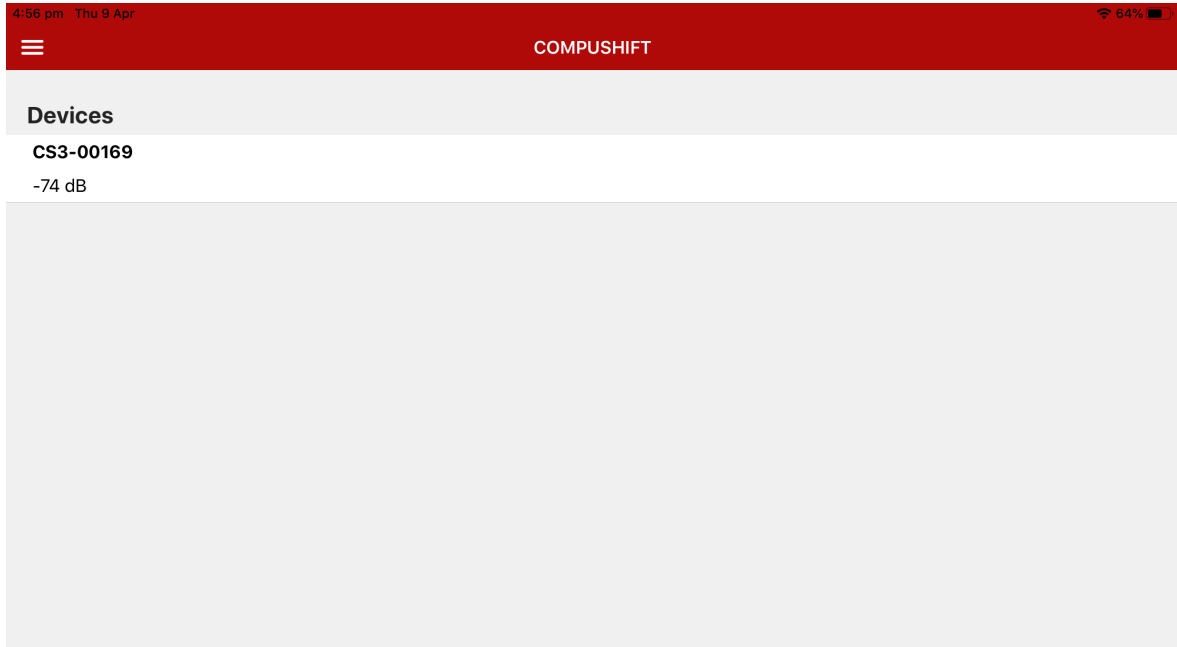 4:56 pm Thu 9 Apr 64%
COMPUSHIFT
Devices
CS3-00169
-74 dB